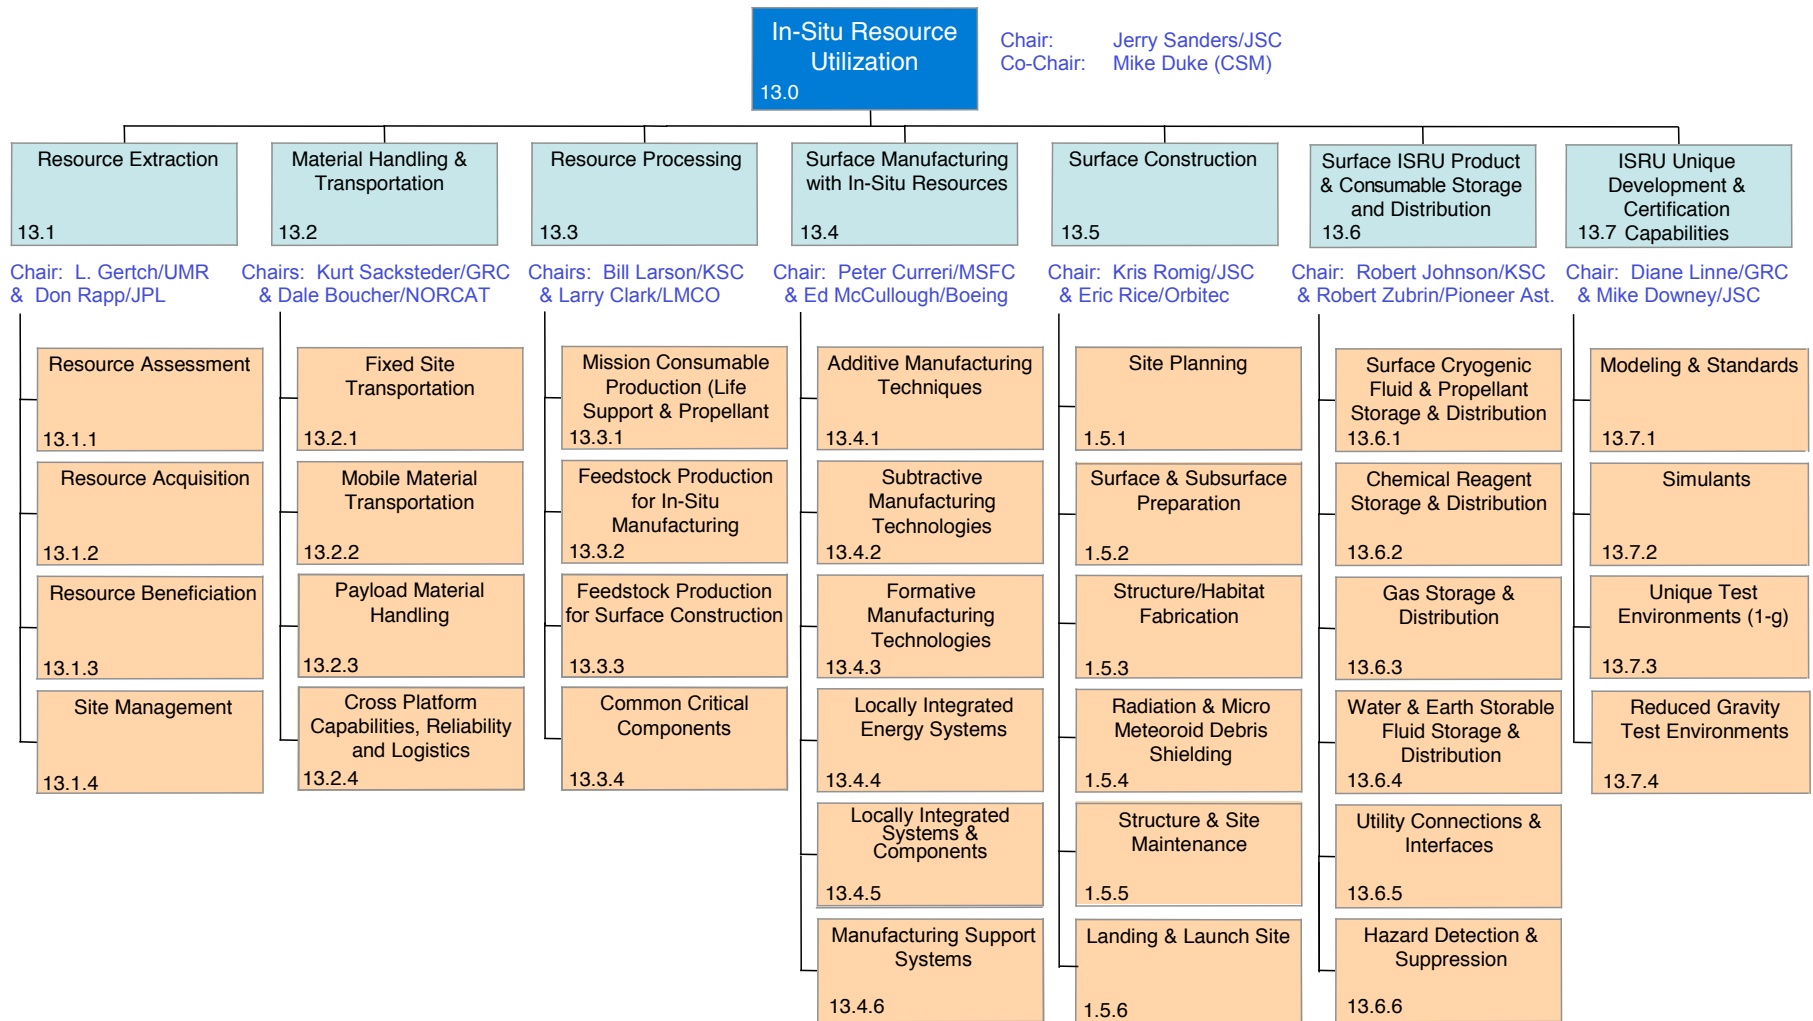 In-Situ Resource
Utilization
13.0
Chair: Jerry Sanders/JSC
Co-Chair: Mike Duke (CSM)
Resource Extraction
13.1
Material Handling &
Transportation
13.2
Resource Processing
13.3
Surface Manufacturing
with In-Situ Resources
13.4
Surface Construction
13.5
Surface ISRU Product
& Consumable Storage
and Distribution
13.6
ISRU Unique
Development &
Certification
13.7 Capabilities
Chair: L. Gertch/UMR
& Don Rapp/JPL
Chairs: Kurt Sacksteder/GRC
& Dale Boucher/NORCAT
Chairs: Bill Larson/KSC
& Larry Clark/LMCO
Chair: Peter Curreri/MSFC
& Ed McCullough/Boeing
Chair: Kris Romig/JSC
& Eric Rice/Orbitec
Chair: Robert Johnson/KSC
& Robert Zubrin/Pioneer Ast.
Chair: Diane Linne/GRC
& Mike Downey/JSC
Resource Assessment
13.1.1
Resource Acquisition
13.1.2
Resource Beneficiation
13.1.3
Site Management
13.1.4
Fixed Site
Transportation
13.2.1
Mobile Material
Transportation
13.2.2
Payload Material
Handling
13.2.3
Cross Platform
Capabilities, Reliability
and Logistics
13.2.4
Mission Consumable
Production (Life
Support & Propellant
13.3.1
Feedstock Production
for In-Situ
Manufacturing
13.3.2
Feedstock Production
for Surface Construction
13.3.3
Common Critical
Components
13.3.4
Additive Manufacturing
Techniques
13.4.1
Subtractive
Manufacturing
Technologies
13.4.2
Formative
Manufacturing
Technologies
13.4.3
Locally Integrated
Energy Systems
13.4.4
Locally Integrated
Systems &
Components
13.4.5
Manufacturing Support
Systems
13.4.6
Site Planning
1.5.1
Surface & Subsurface
Preparation
1.5.2
Structure/Habitat
Fabrication
1.5.3
Radiation & Micro
Meteoroid Debris
Shielding
1.5.4
Structure & Site
Maintenance
1.5.5
Landing & Launch Site
1.5.6
Surface Cryogenic
Fluid & Propellant
Storage & Distribution
13.6.1
Chemical Reagent
Storage & Distribution
13.6.2
Gas Storage &
Distribution
13.6.3
Water & Earth Storable
Fluid Storage &
Distribution
13.6.4
Utility Connections &
Interfaces
13.6.5
Hazard Detection &
Suppression
13.6.6
Modeling & Standards
13.7.1
Simulants
13.7.2
Unique Test
Environments (1-g)
13.7.3
Reduced Gravity
Test Environments
13.7.4